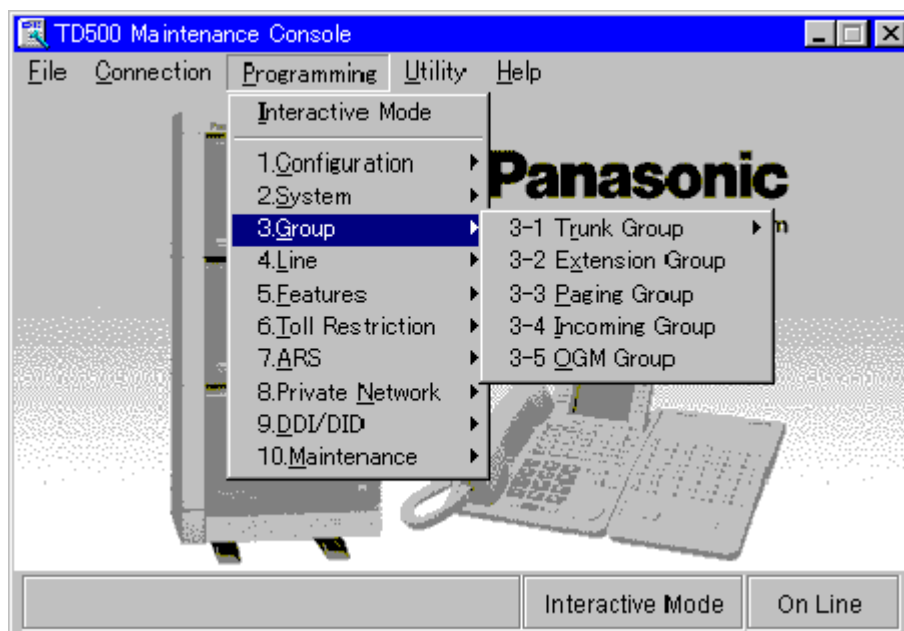 TD500 Maintenance Console
File Connection Programming Utility Help
Interactive Mode
1.Configuration
2.System
3.Group
4.Line
5.Features
6.Toll Restriction
7.ARS
8.Private Network
9.DDI/DID
10.Maintenance
Panasonic
3-1 Trunk Group
3-2 Extension Group
3-3 Paging Group
3-4 Incoming Group
3-5 OGM Group
Interactive Mode
On Line